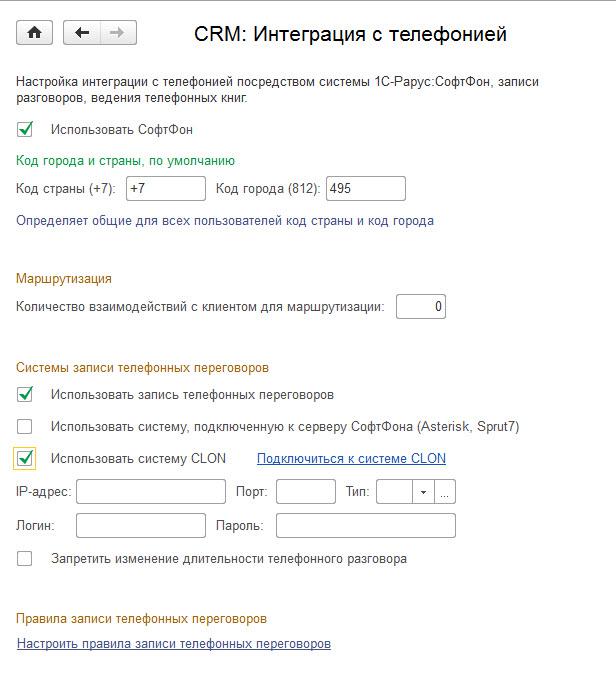 CRM: Интеграция с телефонией
Настройка интеграции с телефонией посредством системы 1С-Рарус:СофтФон, записи
разговоров, ведения телефонных книг.
Использовать СофтФон
Код города и страны, по умолчанию
Код страны (+7): +7 Код города (812): 495
Определяет общие для всех пользователей код страны и код города
Маршрутизация
Количество взаимодействий с клиентом для маршрутизации: 0
Системы записи телефонных переговоров
Использовать запись телефонных переговоров
Использовать систему, подключенную к серверу СофтФона (Asterisk, Sprut7)
Использовать систему CLON Подключиться к системе CLON
IP-адрес: Порт: Тип: ...
Логин: Пароль:
Запретить изменение длительности телефонного разговора
Правила записи телефонных переговоров
Настроить правила записи телефонных переговоров